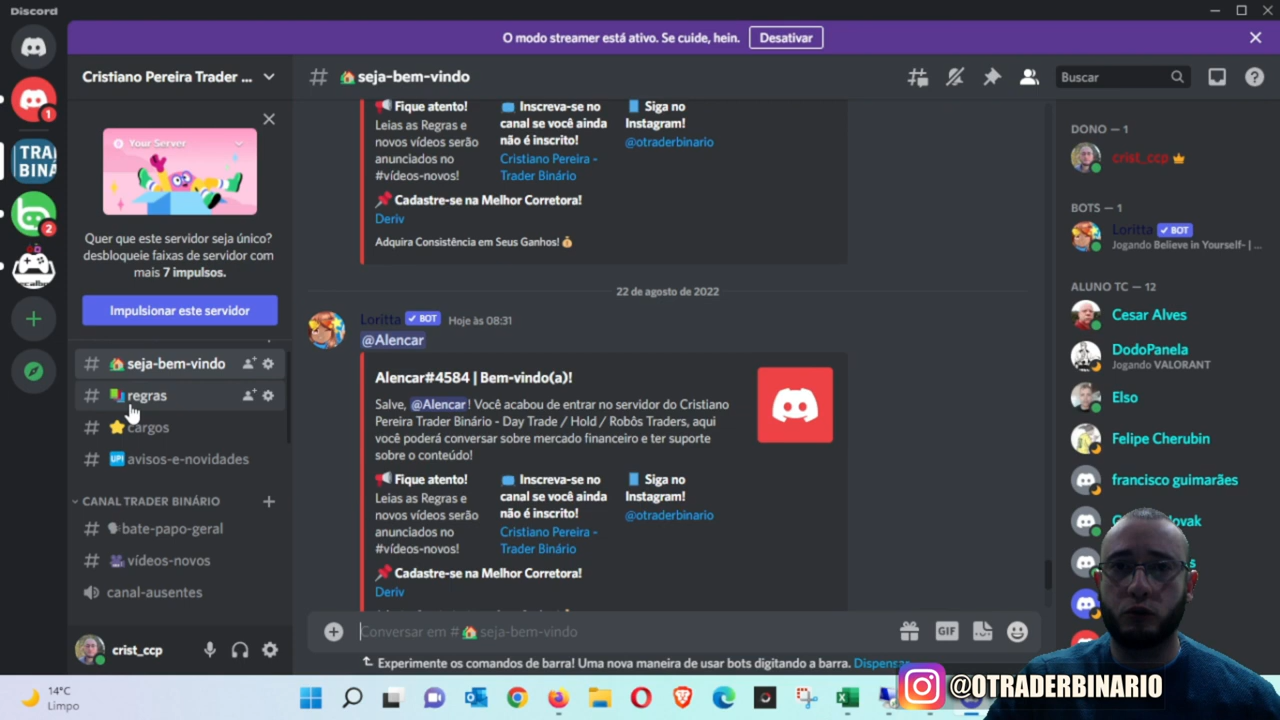 Discord
O modo streamer está ativo. Se cuide, hein.
Desativar
Cristiano Pereira Trader ...
🏠seja-bem-vindo
Buscar
Your Server
Quer que este servidor seja único?
desbloqueie faixas de servidor com
mais 7 impulsos.
Impulsionar este servidor
🏠seja-bem-vindo
regras
⭐cargos
avisos-e-novidades
CANAL TRADER BINÁRIO
bate-papo-geral
vídeos-novos
canal-ausentes
crist_ccp
1
TRA
BINA
2
Fique atento!
Leias as Regras e
novos vídeos serão
anunciados no
#vídeos-novos!
Inscreva-se no
canal se você ainda
não é inscrito!
Cristiano Pereira -
Trader Binário
Siga no
Instagram!
@otraderbinario
📌 Cadastre-se na Melhor Corretora!
Deriv
Adquira Consistência em Seus Ganhos!💰
22 de agosto de 2022
Loritta ✓ BOT Hoje às 08:31
@Alencar
Alencar#4584 | Bem-vindo(a)!
Salve, @Alencar! Você acabou de entrar no servidor do Cristiano
Pereira Trader Binário - Day Trade / Hold / Robôs Traders, aqui
você poderá conversar sobre mercado financeiro e ter suporte
sobre o conteúdo!
Fique atento!
Leias as Regras e
novos vídeos serão
anunciados no
#vídeos-novos!
Inscreva-se no
canal se você ainda
não é inscrito!
Cristiano Pereira -
Trader Binário
Siga no
Instagram!
@otraderbinario
📌 Cadastre-se na Melhor Corretora!
Deriv
Conversar em # 🏠 seja-bem-vindo
GIF
Experimente os comandos de barra! Uma nova maneira de usar bots digitando a barra. Dispensar
DONO — 1
crist_ccp
BOTS — 1
Loritta ✓ BOT
Jogando Believe in Yourself~ | ...
ALUNO TC — 12
Cesar Alves
DodoPanela
Jogando VALORANT
Elso
Felipe Cherubin
francisco guimarães
@OTRADERBINARIO
14°C
Limpo